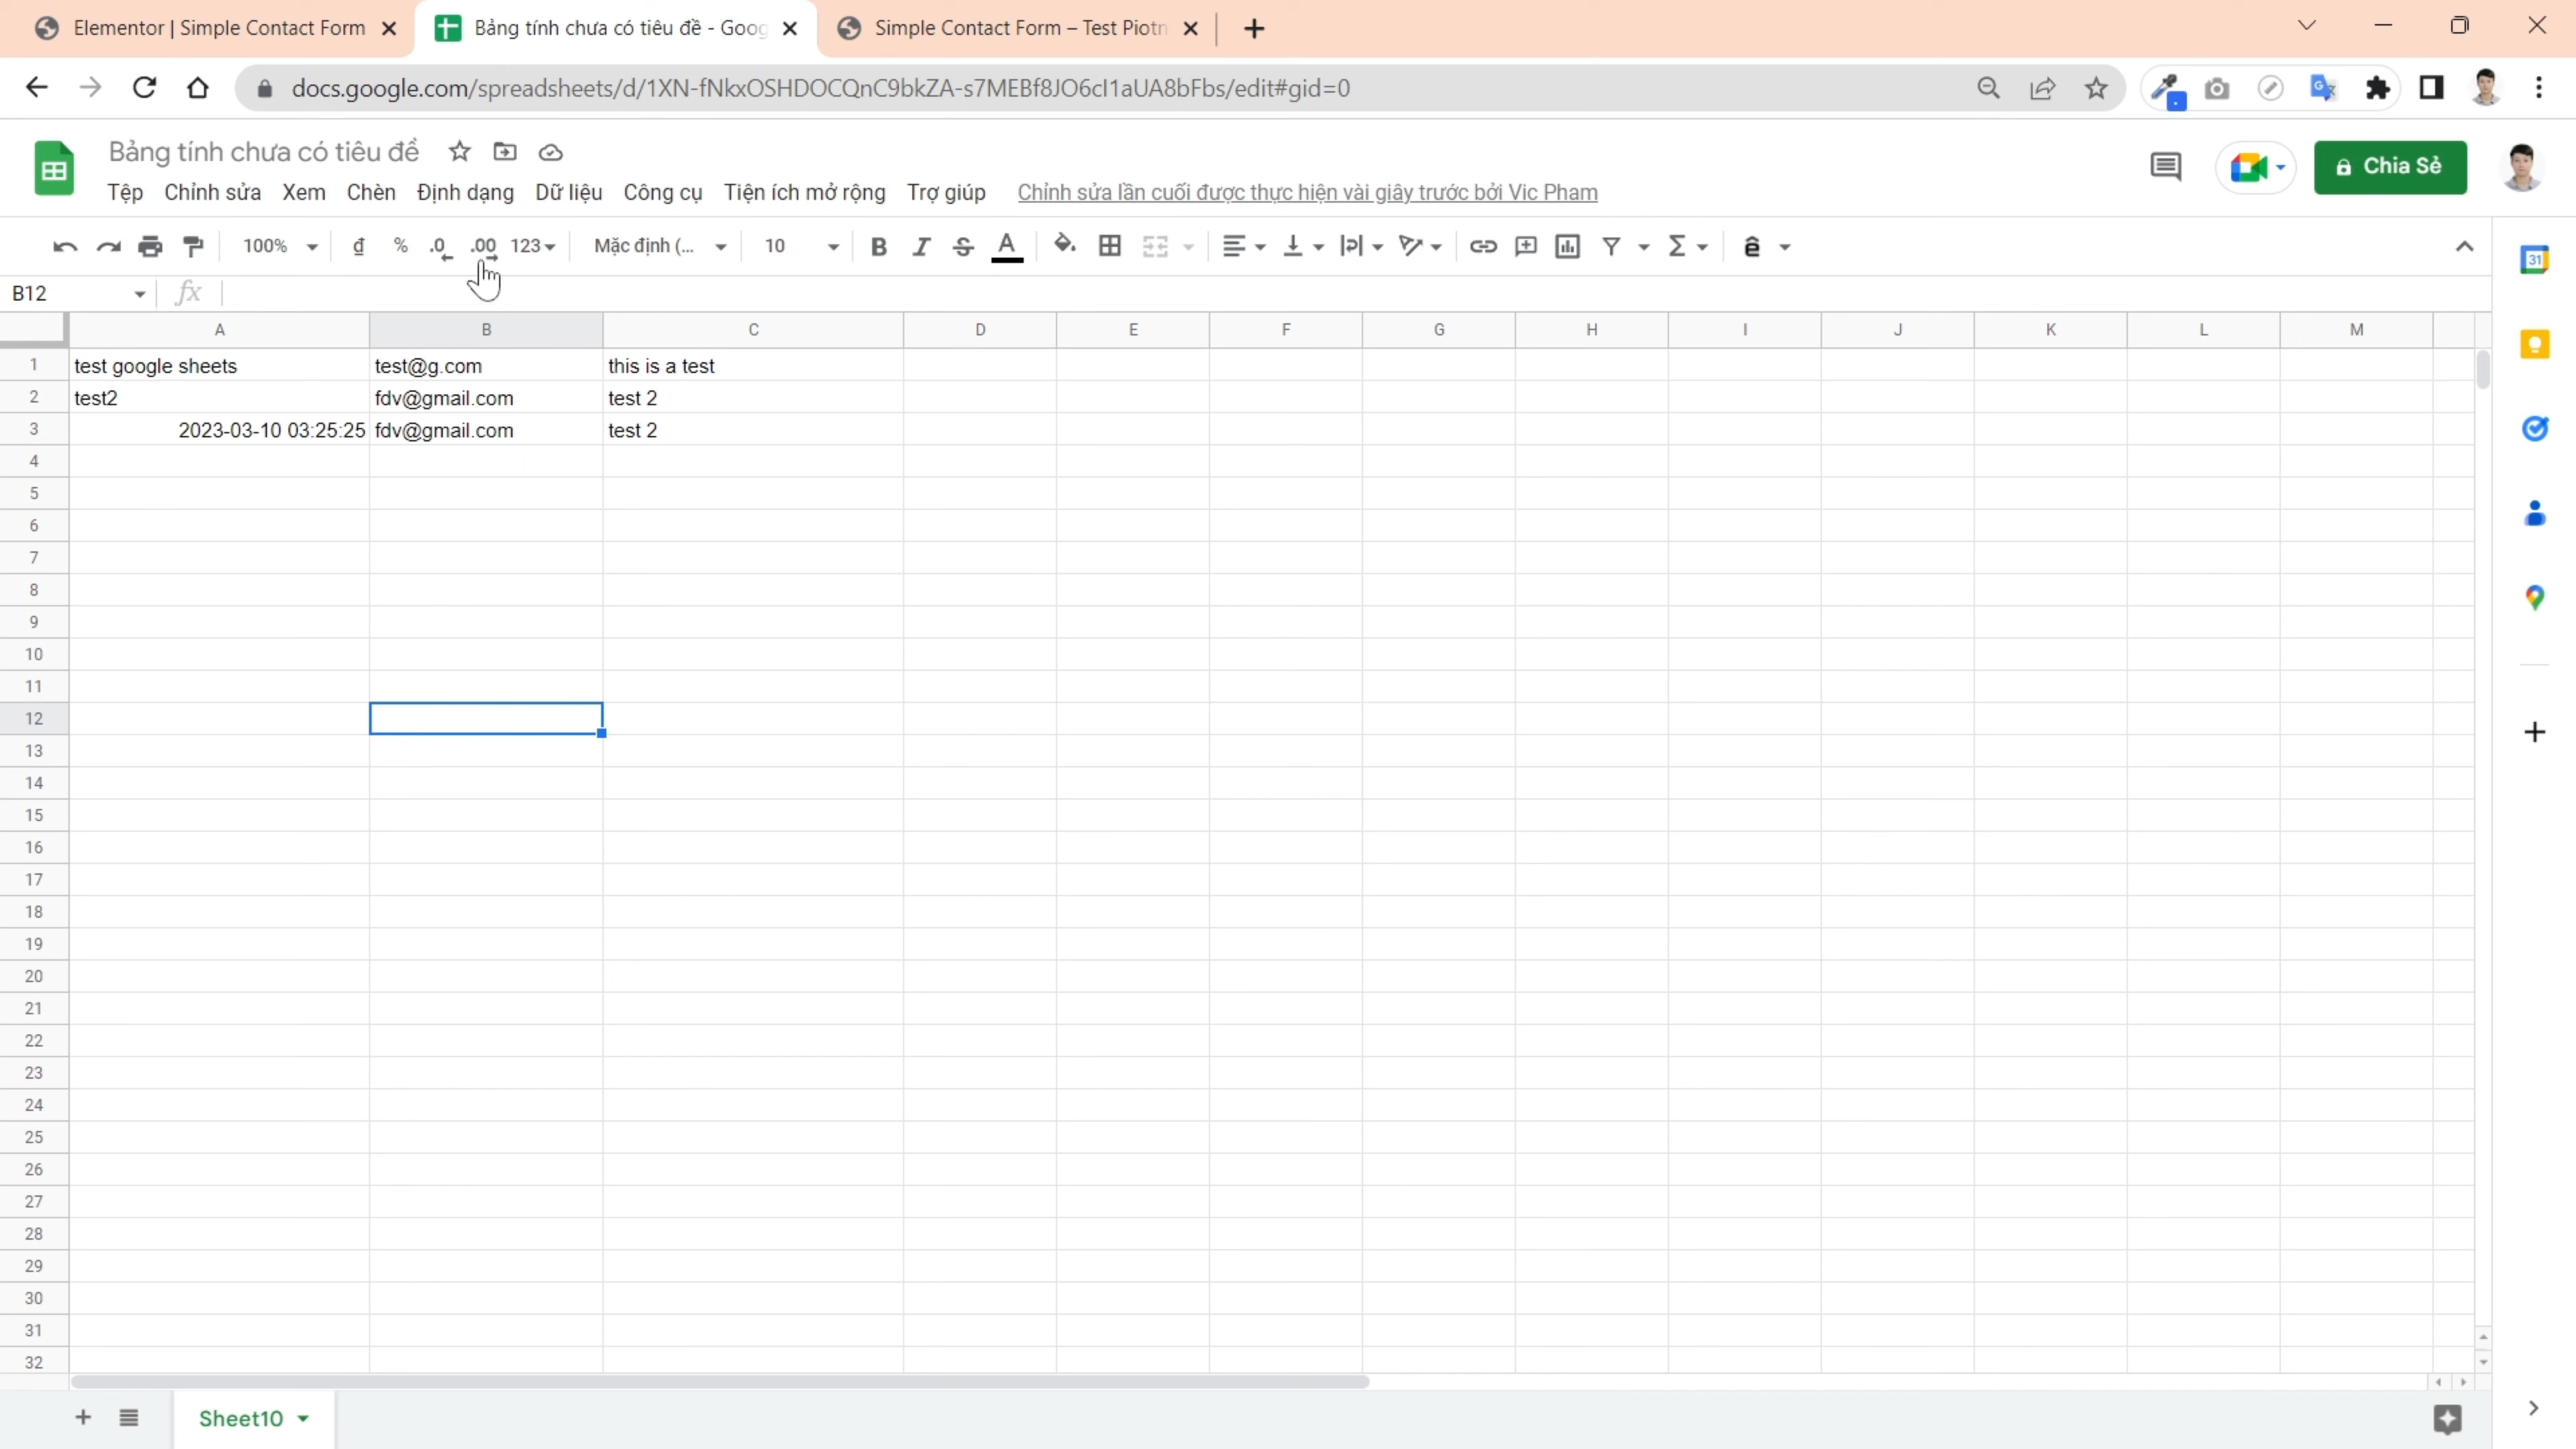 Elementor | Simple Contact Form
Bảng tính chưa có tiêu đề - Goog
Simple Contact Form – Test Piotn
docs.google.com/spreadsheets/d/1XN-fNkxOSHDOCQnC9bkZA-s7MEBf8JO6cI1aUA8bFbs/edit#gid=0
Bảng tính chưa có tiêu đề
Chia Sẻ
Tệp Chỉnh sửa Xem Chèn Định dạng Dữ liệu Công cụ Tiện ích mở rộng Trợ giúp Chỉnh sửa lần cuối được thực hiện vài giây trước bởi Vic Pham
100% ₫ % .0 .00 123 Mặc định (... 10 B I S A Σ ê
31
B12 fx
A B C D E F G H I J K L M
1 test google sheets test@g.com this is a test
2 test2 fdv@gmail.com test 2
3 2023-03-10 03:25:25 fdv@gmail.com test 2
4
5
6
7
8
9
10
11
12
13
14
15
16
17
18
19
20
21
22
23
24
25
26
27
28
29
30
31
32
Sheet10